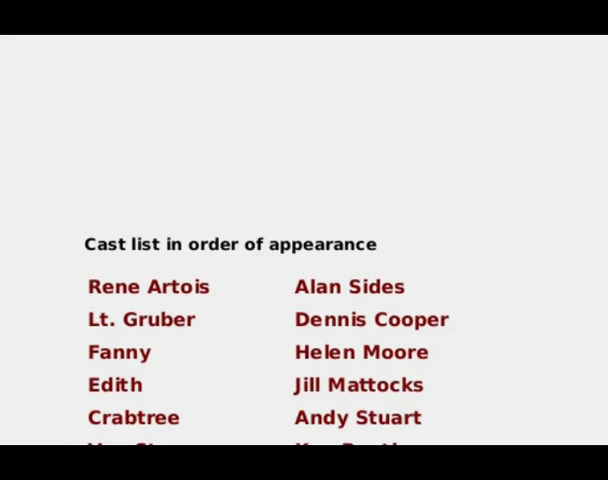 Cast list in order of appearance
Rene Artois Alan Sides
Lt. Gruber Dennis Cooper
Fanny Helen Moore
Edith Jill Mattocks
Crabtree Andy Stuart